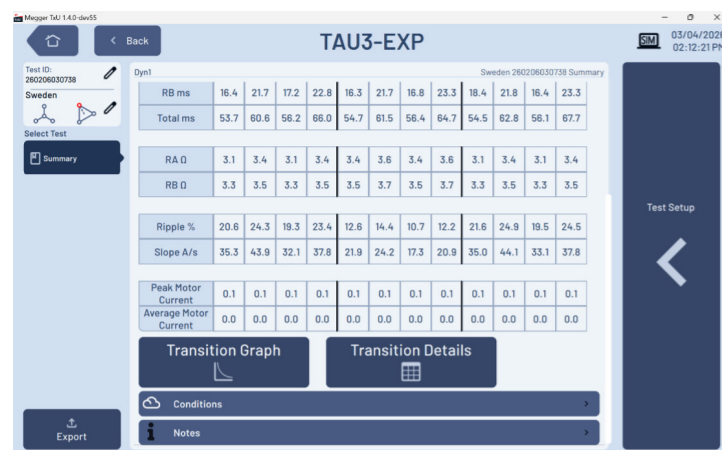 Megger TxU 1.4.0-dev55
Back
TAU3-EXP
SIM
03/04/202
02:12:21 PM
Test ID:
260206030738
Sweden
Select Test
Summary
Export
Dyn1 Sweden 260206030738 Summary
RB ms 16.4 21.7 17.2 22.8 16.3 21.7 16.8 23.3 18.4 21.8 16.4 23.3
Total ms 53.7 60.6 56.2 66.0 54.7 61.5 56.4 64.7 54.5 62.8 56.1 67.7
RA Ω 3.1 3.4 3.1 3.4 3.4 3.6 3.4 3.6 3.1 3.4 3.1 3.4
RB Ω 3.3 3.5 3.3 3.5 3.5 3.7 3.5 3.7 3.3 3.5 3.3 3.5
Ripple % 20.6 24.3 19.3 23.4 12.6 14.4 10.7 12.2 21.6 24.9 19.5 24.5
Slope A/s 35.3 43.9 32.1 37.8 21.9 24.2 17.3 20.9 35.0 44.1 33.1 37.8
Peak Motor
Current 0.1 0.1 0.1 0.1 0.1 0.1 0.1 0.1 0.1 0.1 0.1 0.1
Average Motor
Current 0.0 0.0 0.0 0.0 0.0 0.0 0.0 0.0 0.0 0.0 0.0 0.0
Transition Graph
Transition Details
Conditions
Notes
Test Setup